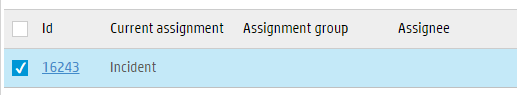 Id Current assignment Assignment group Assignee
16243 Incident